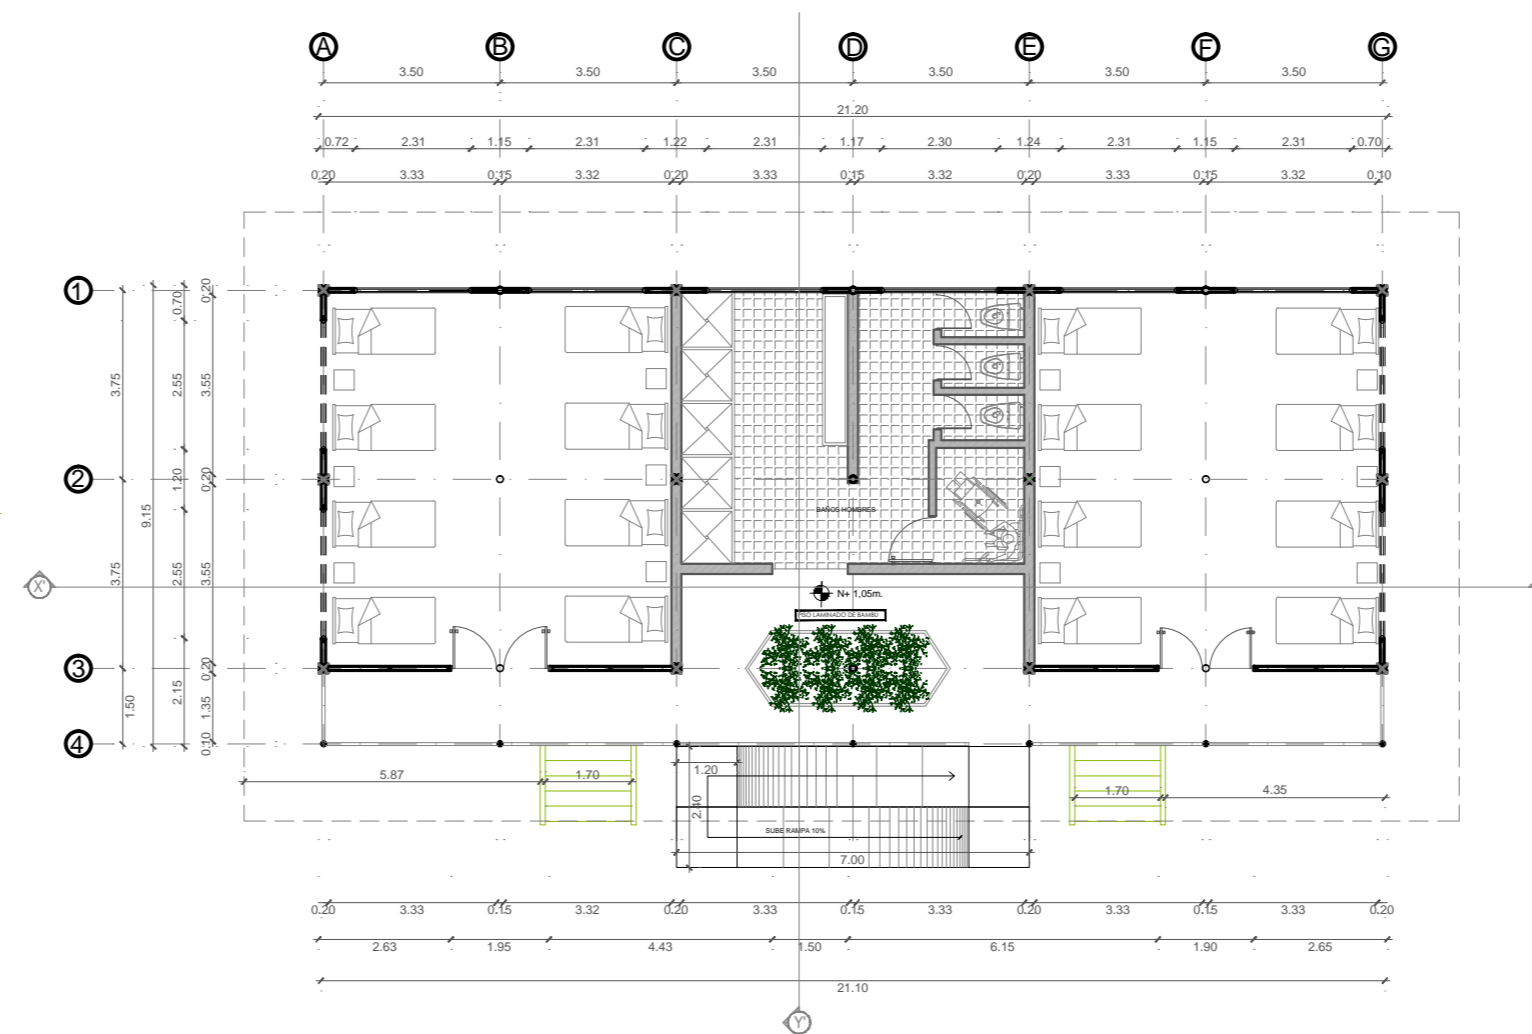 A B C D E F G
3.50 3.50 3.50 3.50 3.50 3.50
21.20
0.72 2.31 1.15 2.31 1.22 2.31 1.17 2.30 1.24 2.31 1.15 2.31 0.70
0.20 3.33 0.15 3.32 0.20 3.33 0.15 3.32 0.20 3.33 0.15 3.32 0.10
1
0.70 0.20
3.75 2.55 3.55
2
1.20 0.20
9.15
BAÑOS HOMBRES
3.75 2.55 3.55
X'
N+ 1,05m.
PISO LAMINADO DE BAMBÚ
3
0.20
1.50 2.15 1.35
4
0.10
5.87 1.70 1.20 1.70 4.35
2.40
SUBE RAMPA 10%
7.00
0.20 3.33 0.15 3.32 0.20 3.33 0.15 3.33 0.20 3.33 0.15 3.33 0.20
2.63 1.95 4.43 1.50 6.15 1.90 2.65
21.10
Y'